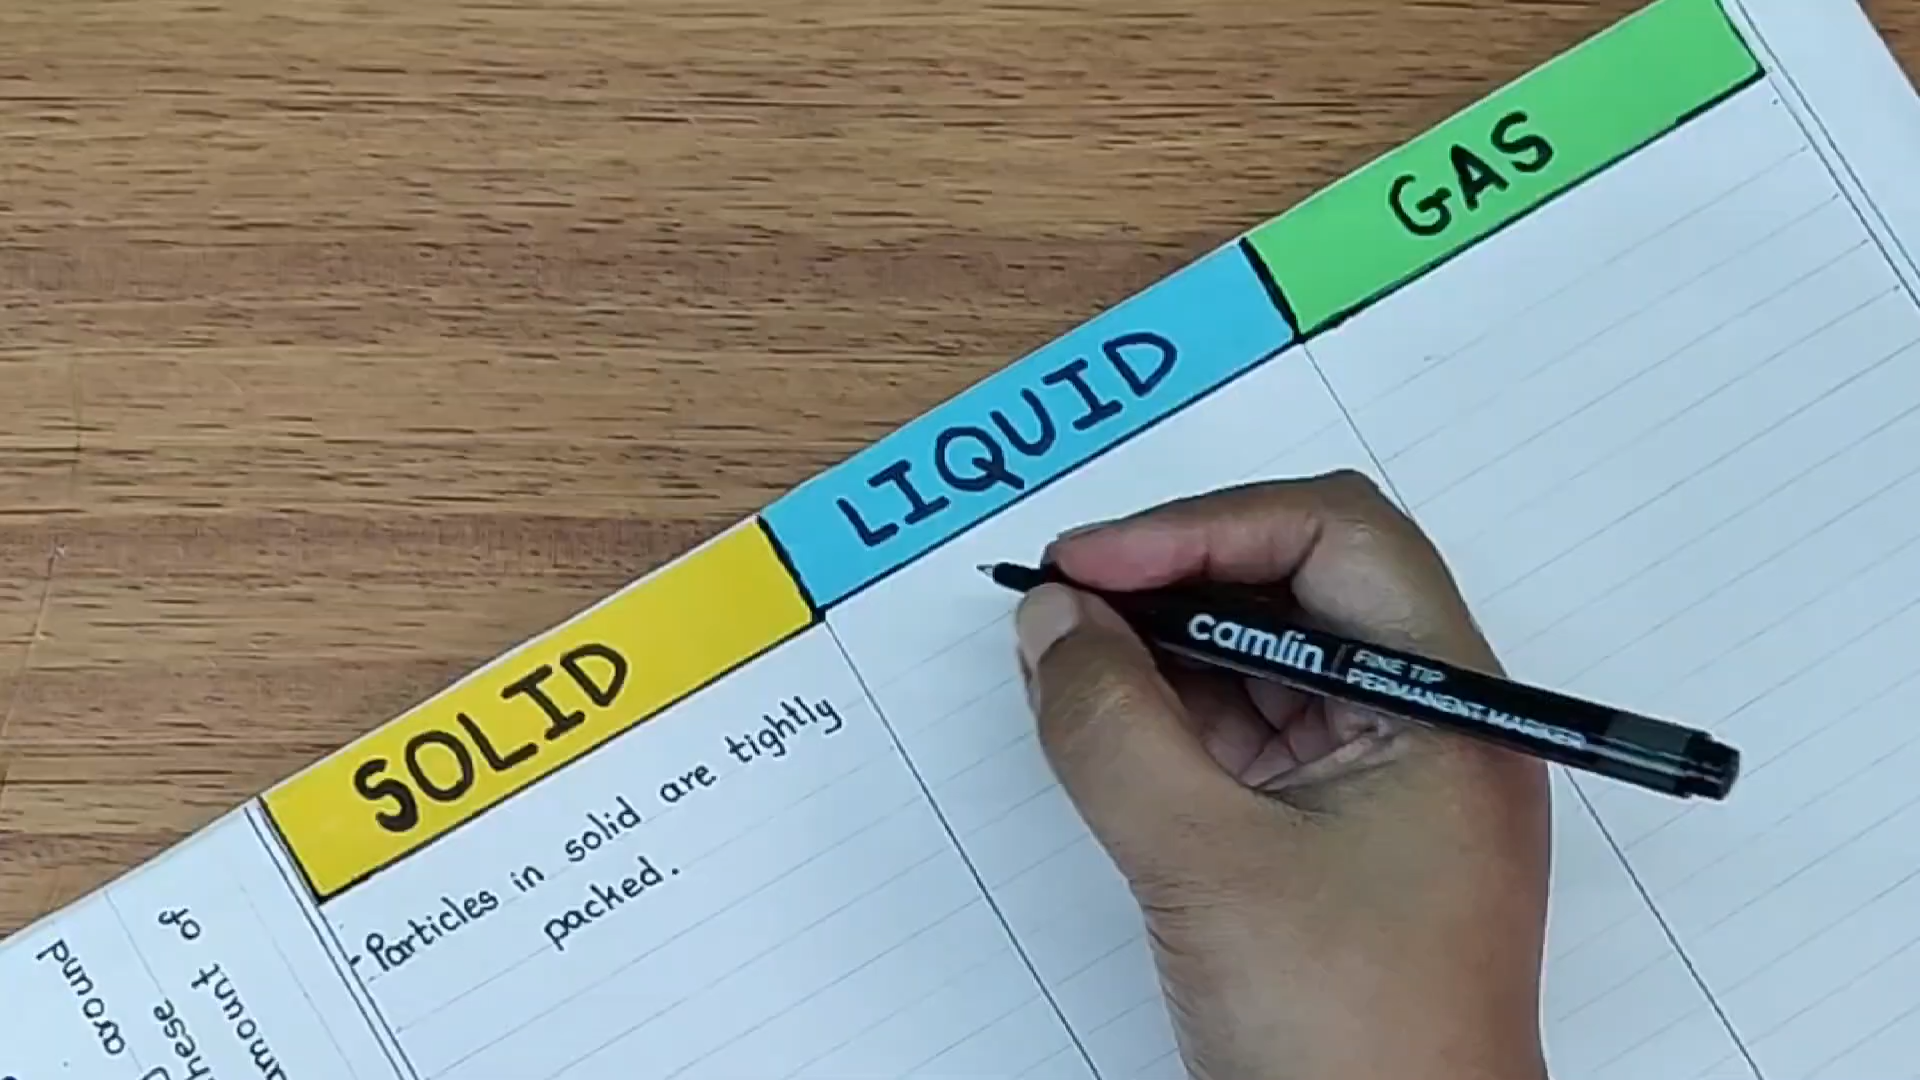 SOLID
LIQUID
GAS
- Particles in solid are tightly
packed.
camlin
FINE TIP
PERMANENT MARKER
amount of
these
around